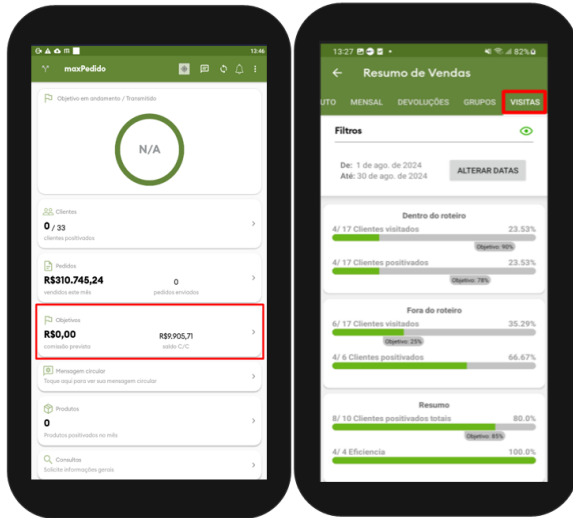 13:46
maxPedido
Objetivo em andamento / Transmitido
N/A
Clientes
0 / 33
clientes positivados
Pedidos
R$310.745,24
0
vendidos este mês
pedidos enviados
Objetivos
R$0,00
R$9.905,71
comissão prevista
saldo C/C
Mensagem circular
Toque aqui para ver sua mensagem circular
Produtos
0
Produtos positivados no mês
Consultas
Solicite informações gerais
13:27
82%
Resumo de Vendas
UTO MENSAL DEVOLUÇÕES GRUPOS VISITAS
Filtros
De: 1 de ago. de 2024
Até: 30 de ago. de 2024
ALTERAR DATAS
Dentro do roteiro
4/ 17 Clientes visitados 23.53%
Objetivo: 90%
4/ 17 Clientes positivados 23.53%
Objetivo: 78%
Fora do roteiro
6/ 17 Clientes visitados 35.29%
Objetivo: 25%
4/ 6 Clientes positivados 66.67%
Resumo
8/ 10 Clientes positivados totais 80.0%
Objetivo: 85%
4/ 4 Eficiencia 100.0%